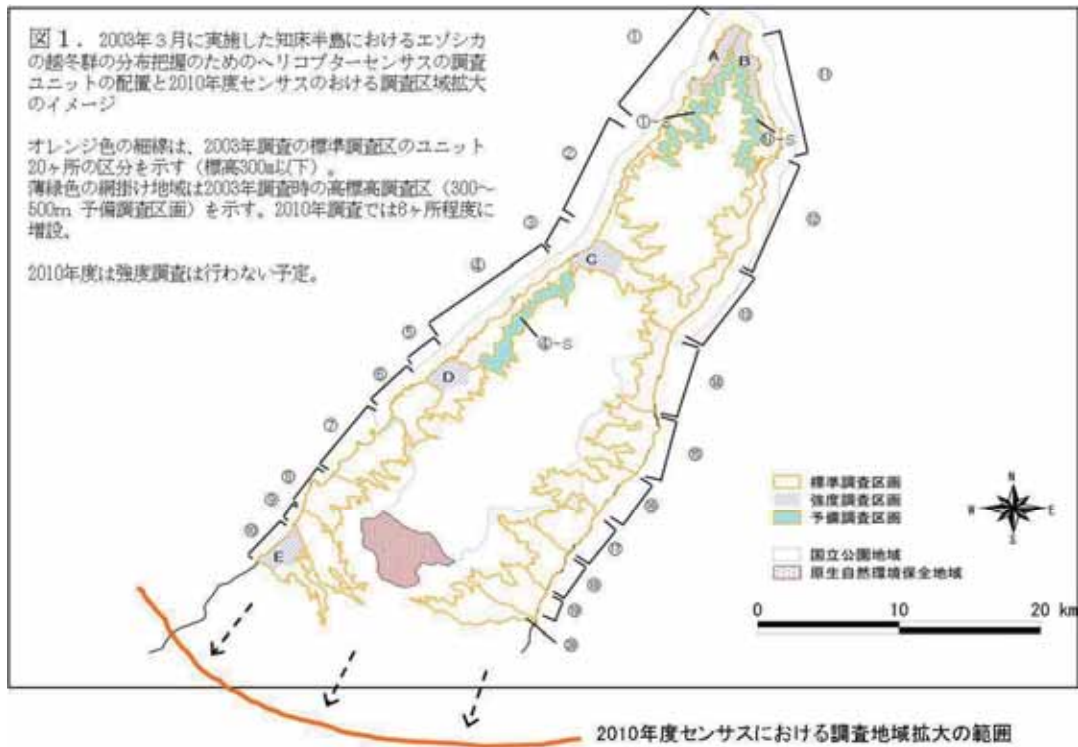 図1. 2003年3月に実施した知床半島におけるエゾシカ
の越冬群の分布把握のためのヘリコプターセンサスの調査
ユニットの配置と2010年度センサスのおける調査区域拡大
のイメージ
オレンジ色の細線は、2003年調査の標準調査区のユニット
20ヶ所の区分を示す(標高300m以下)。
薄緑色の網掛け地域は2003年調査時の高標高調査区(300〜
500m 予備調査区画)を示す。2010年調査では6ヶ所程度に
増設。
2010年度は強度調査は行わない予定。
①
A
B
⑪
①-S
⑪-S
②
⑫
③
C
④
⑬
⑤
④-S
⑥
D
⑭
⑦
⑮
⑧
⑨
⑯
⑩
E
⑰
⑱
⑲
⑳
標準調査区画
強度調査区画
予備調査区画
国立公園地域
原生自然環境保全地域
N
W
E
S
0 10 20 km
2010年度センサスにおける調査地域拡大の範囲